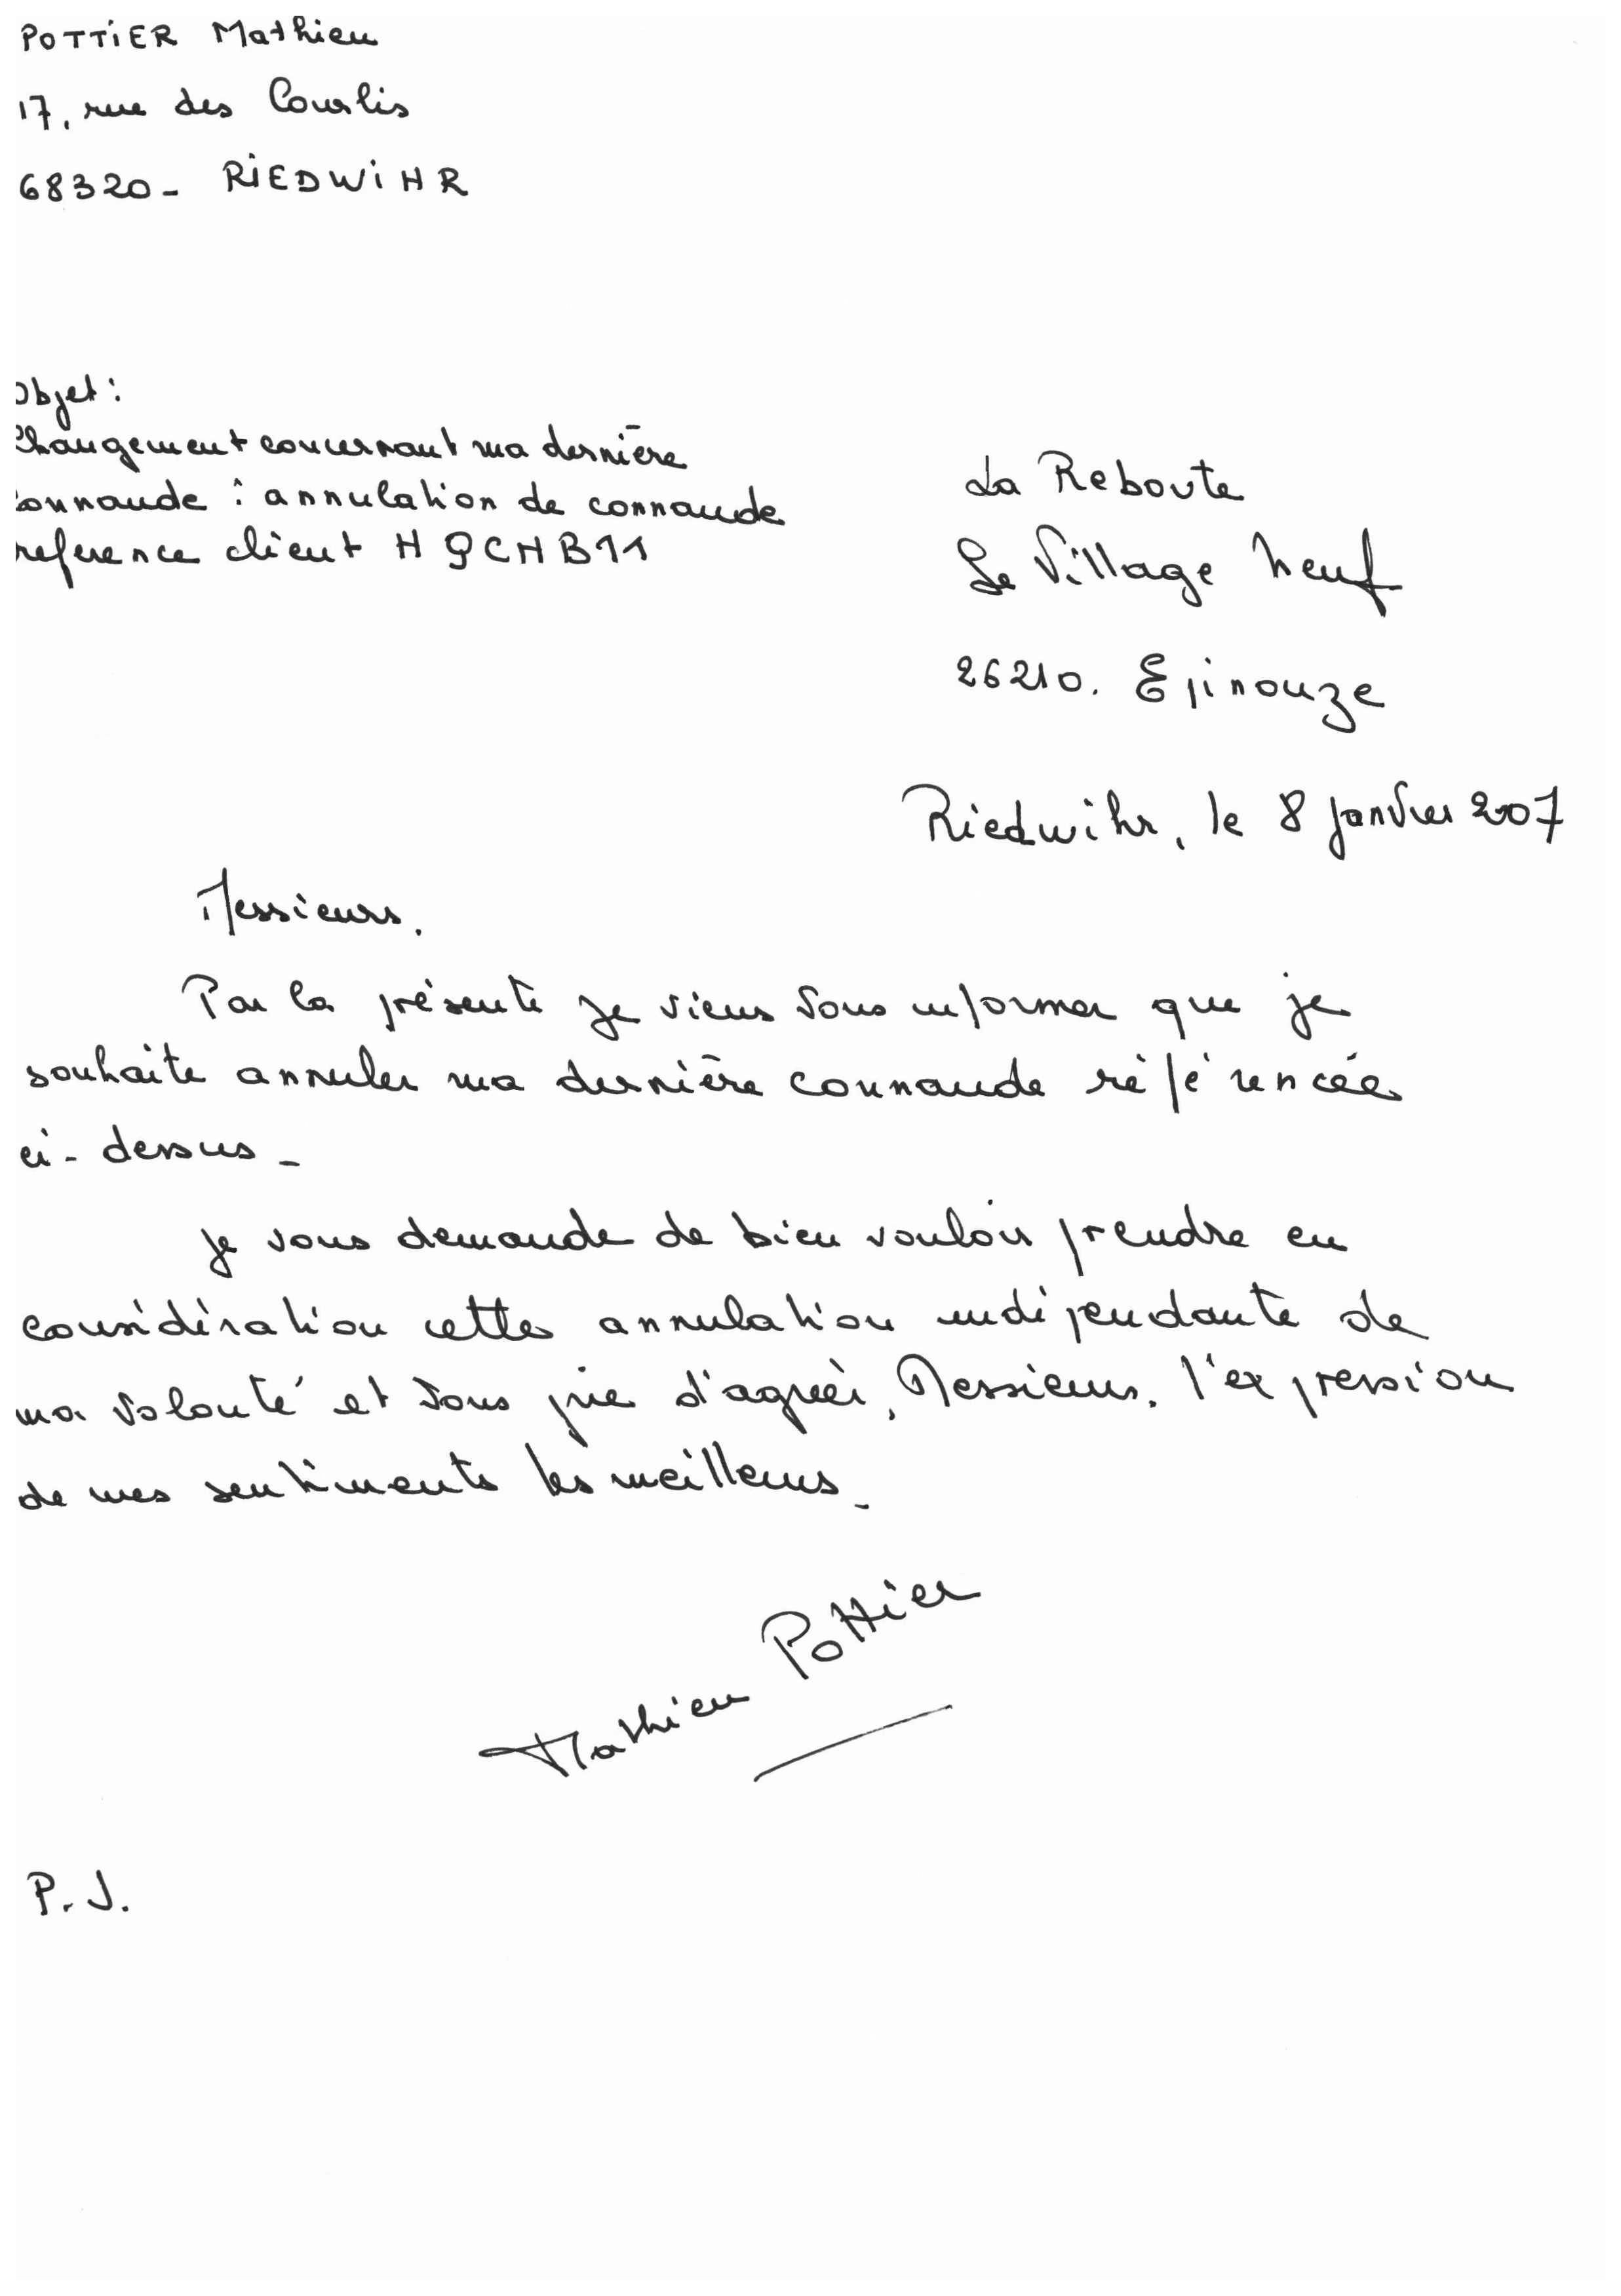 POTTIER Mathieu
17, rue des Courlis
68320 - RIEDWIHR
Objet :
Changement concernant ma dernière
commande : annulation de commande
reference client H9CHB11
La Reboute
Le Village Neuf
26210. Epinouze
Riedwihr, le 8 janvier 2007
Messieurs.
Par la présente je viens vous informer que je
souhaite annuler ma dernière commande référencée
ci-dessus -
Je vous demande de bien vouloir prendre en
considération cette annulation indépendante de
ma volonté et vous prie d'agréer, Messieurs, l'expression
de mes sentiments les meilleurs -
Mathieu Pottier
P.J.